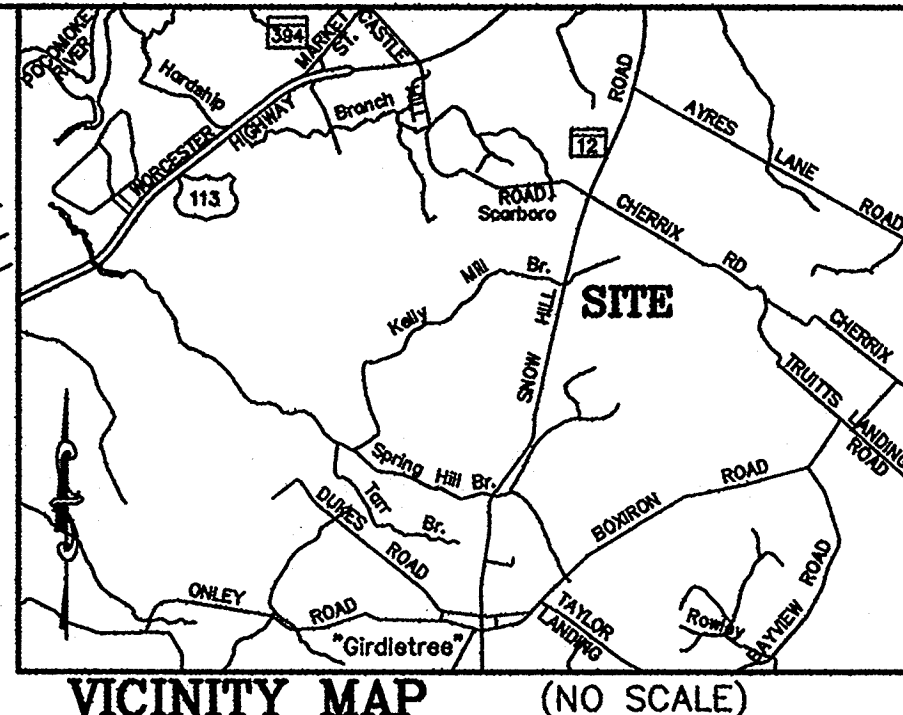 POCOMOKE
RIVER
394
MARKET
ST.
CASTLE
HILL
ROAD
Hardship
Branch
WORCESTER
HIGHWAY
113
12
ROAD
AYRES
LANE
ROAD
Scarboro
CHERRIX
RD
CHERRIX
Kelly
Mill
Br.
SITE
SNOW
HILL
TRUITTS
LANDING
ROAD
Spring
Hill
Br.
Tarr
Br.
DUKES
ROAD
BOXIRON
ROAD
ONLEY
ROAD
"Girdletree"
TAYLOR
LANDING
Rowley
BAYVIEW
ROAD
VICINITY MAP
(NO SCALE)